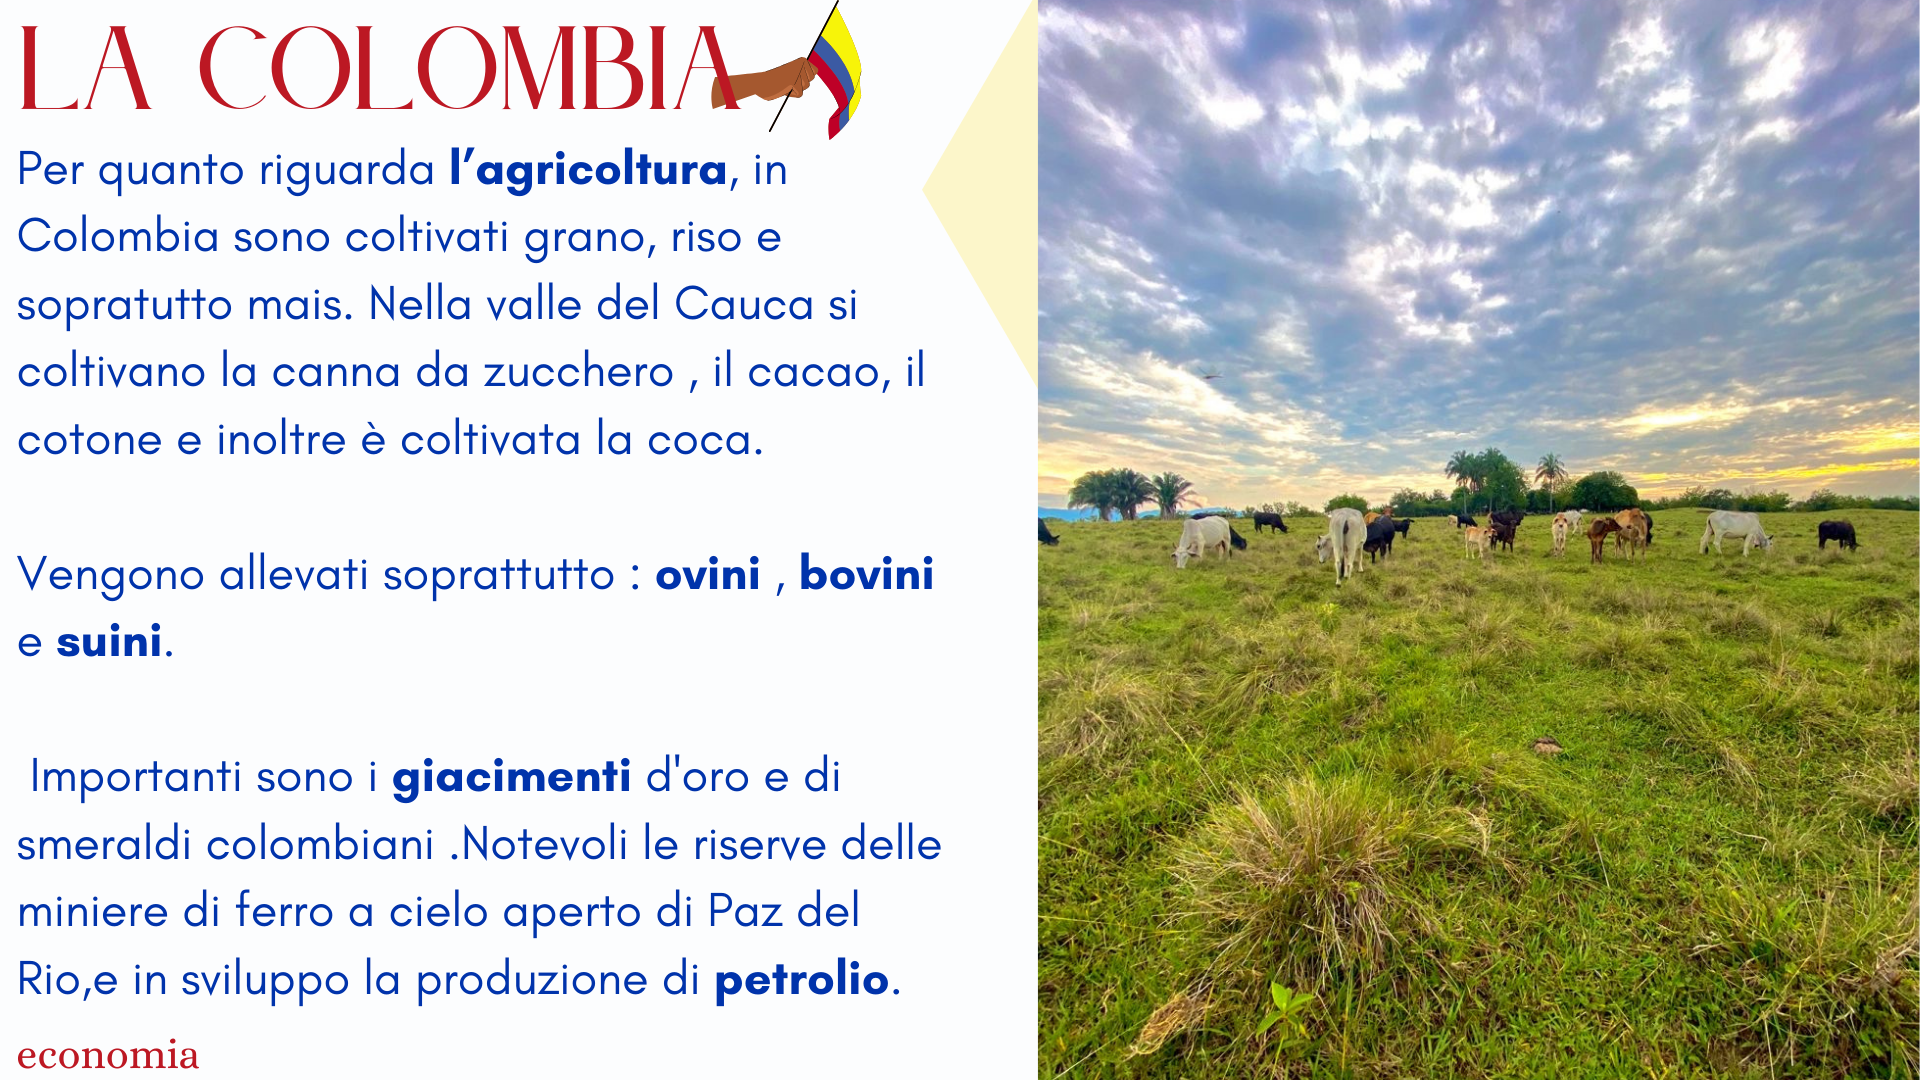 LA COLOMBIA
Per quanto riguarda l’agricoltura, in
Colombia sono coltivati grano, riso e
sopratutto mais. Nella valle del Cauca si
coltivano la canna da zucchero , il cacao, il
cotone e inoltre è coltivata la coca.
Vengono allevati soprattutto : ovini , bovini
e suini.
Importanti sono i giacimenti d'oro e di
smeraldi colombiani .Notevoli le riserve delle
miniere di ferro a cielo aperto di Paz del
Rio,e in sviluppo la produzione di petrolio.
economia